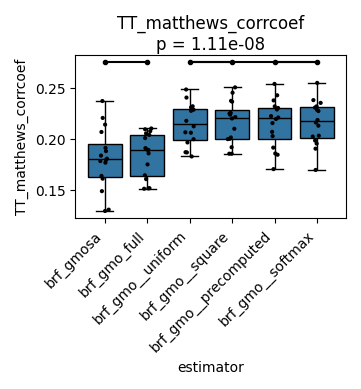 TT_matthews_corrcoef
p = 1.11e-08
TT_matthews_corrcoef
0.25
0.20
0.15
brf_gmosa
brf_gmo_full
brf_gmo__uniform
brf_gmo__square
brf_gmo__precomputed
brf_gmo__softmax
estimator